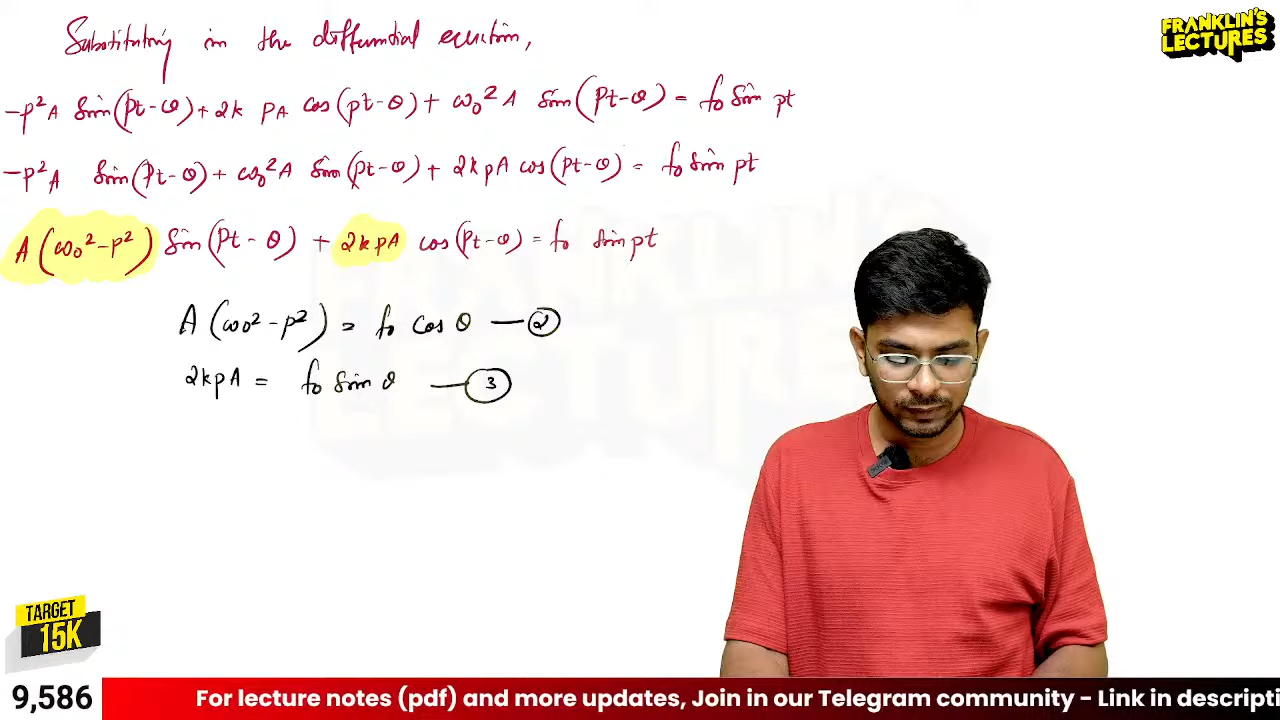 Substituting in the differential equation,
FRANKLIN'S
LECTURES
-p²A Sin(Pt-θ)+2k pA cos(pt-θ)+ ω₀²A sin(Pt-θ) = f₀ Sin pt
-p²A Sin(Pt-θ)+ ω₀²A Sin(pt-θ)+ 2kpA cos(pt-θ) = f₀ Sin pt
A(ω₀²-p²) Sin(Pt-θ) + 2kpA cos(pt-θ) = f₀ sin pt
A(ω₀²-p²) = f₀ cos θ — ②
2kpA = f₀ Sin θ — ③
TARGET
15K
9,586 For lecture notes (pdf) and more updates, Join in our Telegram community - Link in descripti